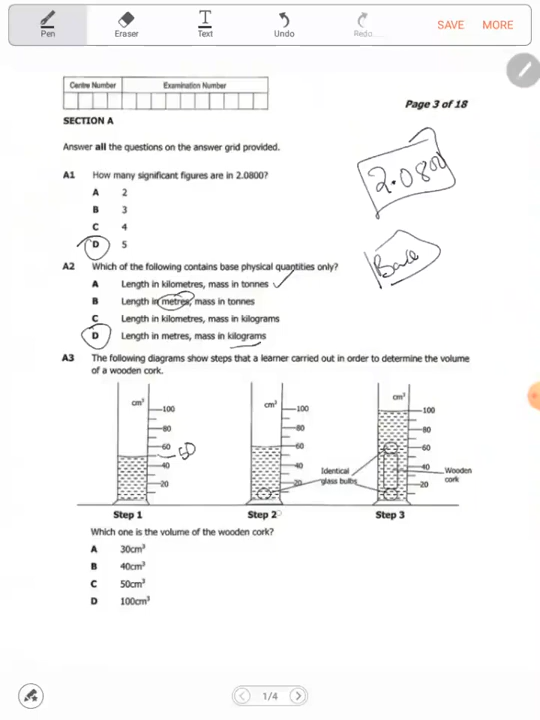 Pen
Eraser
Text
Undo
Redo
SAVE
MORE
Centre Number
Examination Number
Page 3 of 18
SECTION A
Answer all the questions on the answer grid provided.
A1 How many significant figures are in 2.0800?
A 2
B 3
C 4
D 5
2.0800
A2 Which of the following contains base physical quantities only?
A Length in kilometres, mass in tonnes
B Length in metres, mass in tonnes
C Length in kilometres, mass in kilograms
D Length in metres, mass in kilograms
Base
A3 The following diagrams show steps that a learner carried out in order to determine the volume
of a wooden cork.
cm³ 100 80 60 40 20
50
cm³ 100 80 60 40 20
cm³ 100 80 60 40 20
Identical
glass bulbs
Wooden
cork
Step 1
Step 2
Step 3
Which one is the volume of the wooden cork?
A 30cm³
B 40cm³
C 50cm³
D 100cm³
1/4